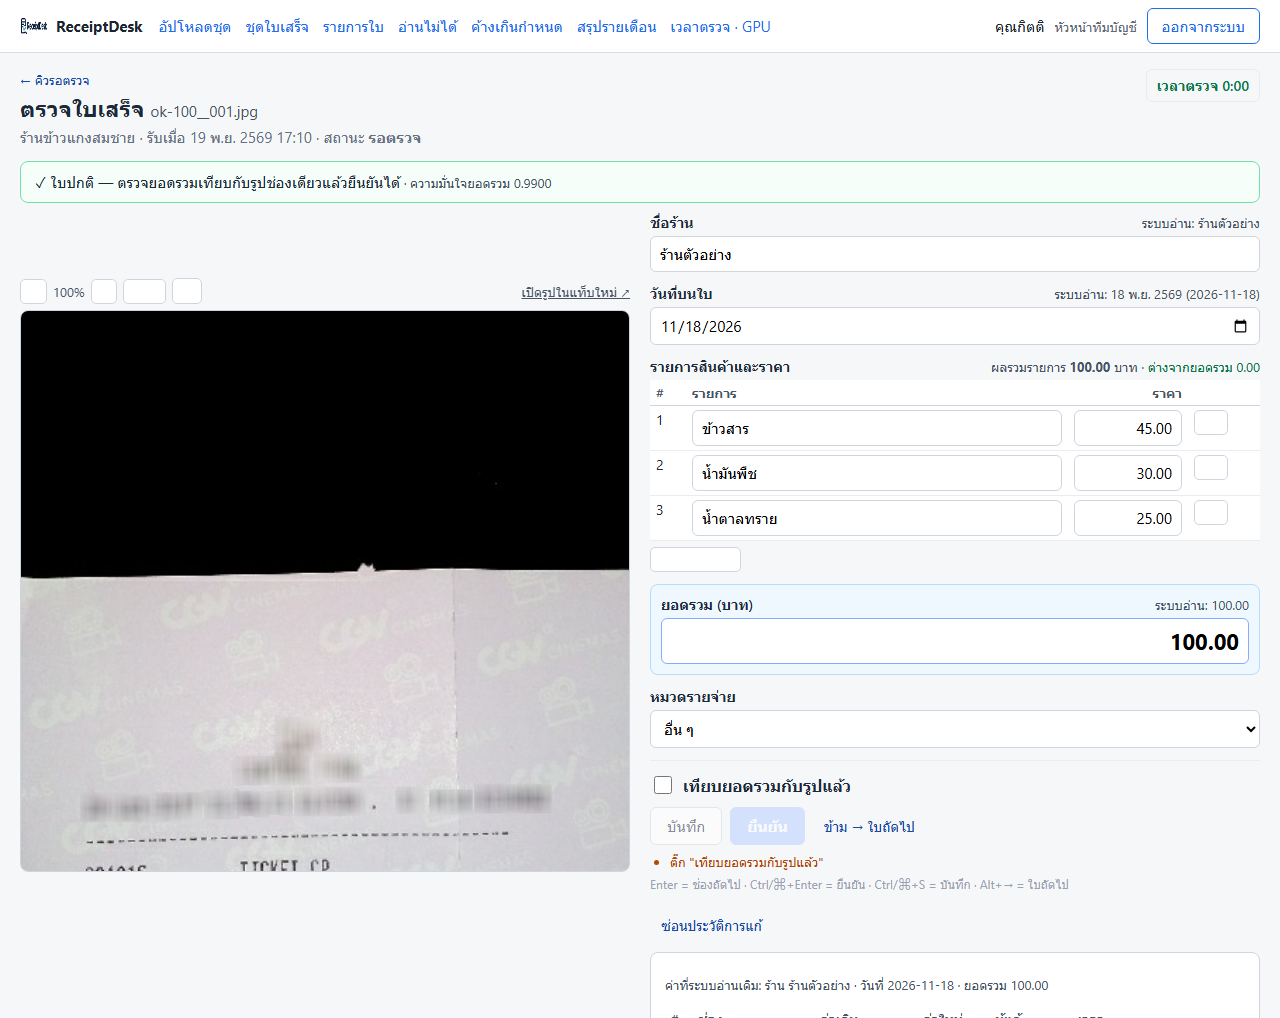 ReceiptDesk อัปโหลดชุด ชุดใบเสร็จ รายการใบ อ่านไม่ได้ ค้างเกินกำหนด สรุปรายเดือน เวลาตรวจ · GPU คุณกิตติ หัวหน้าทีมบัญชี ออกจากระบบ
← คิวรอตรวจ
เวลาตรวจ 0:00
ตรวจใบเสร็จ ok-100__001.jpg
ร้านข้าวแกงสมชาย · รับเมื่อ 19 พ.ย. 2569 17:10 · สถานะ รอตรวจ
✓ ใบปกติ — ตรวจยอดรวมเทียบกับรูปช่องเดียวแล้วยืนยันได้ · ความมั่นใจยอดรวม 0.9900
100% เปิดรูปในแท็บใหม่ ↗
CGV CINEMAS
TICKET CP
ชื่อร้าน ระบบอ่าน: ร้านตัวอย่าง
ร้านตัวอย่าง
วันที่บนใบ ระบบอ่าน: 18 พ.ย. 2569 (2026-11-18)
11/18/2026
รายการสินค้าและราคา ผลรวมรายการ 100.00 บาท · ต่างจากยอดรวม 0.00
# รายการ ราคา
1 ข้าวสาร 45.00
2 น้ำมันพืช 30.00
3 น้ำตาลทราย 25.00
ยอดรวม (บาท) ระบบอ่าน: 100.00
100.00
หมวดรายจ่าย
อื่น ๆ
เทียบยอดรวมกับรูปแล้ว
บันทึก ยืนยัน ข้าม → ใบถัดไป
• ติ๊ก "เทียบยอดรวมกับรูปแล้ว"
Enter = ช่องถัดไป · Ctrl/⌘+Enter = ยืนยัน · Ctrl/⌘+S = บันทึก · Alt+→ = ใบถัดไป
ซ่อนประวัติการแก้
ค่าที่ระบบอ่านเดิม: ร้าน ร้านตัวอย่าง · วันที่ 2026-11-18 · ยอดรวม 100.00